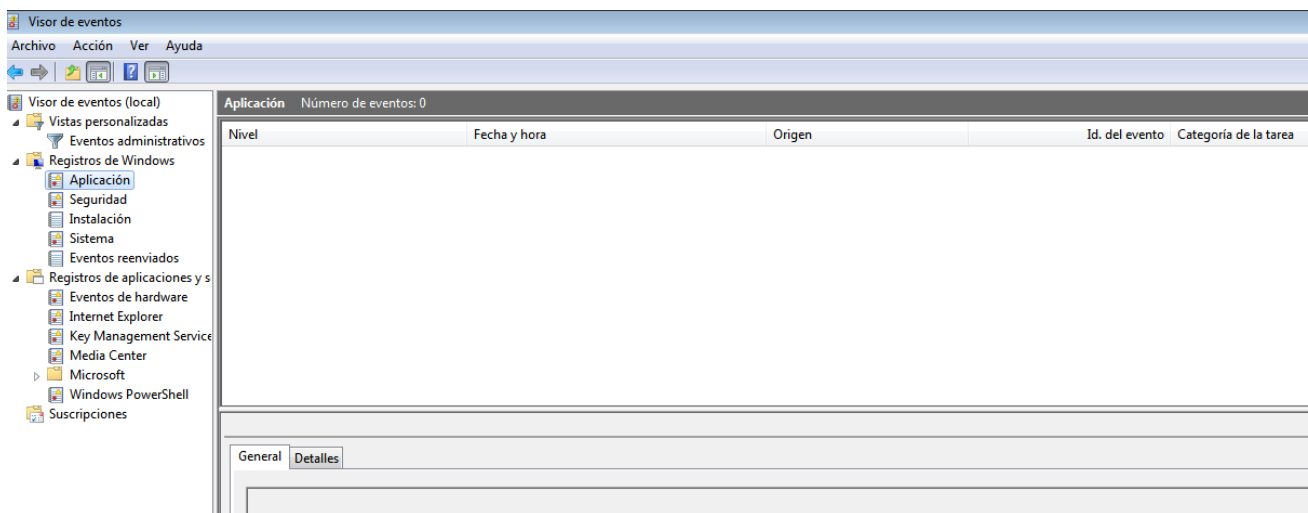 Visor de eventos
Archivo Acción Ver Ayuda
Visor de eventos (local)
Vistas personalizadas
Eventos administrativos
Registros de Windows
Aplicación
Seguridad
Instalación
Sistema
Eventos reenviados
Registros de aplicaciones y s
Eventos de hardware
Internet Explorer
Key Management Service
Media Center
Microsoft
Windows PowerShell
Suscripciones
Aplicación Número de eventos: 0
Nivel Fecha y hora Origen Id. del evento Categoría de la tarea
General Detalles